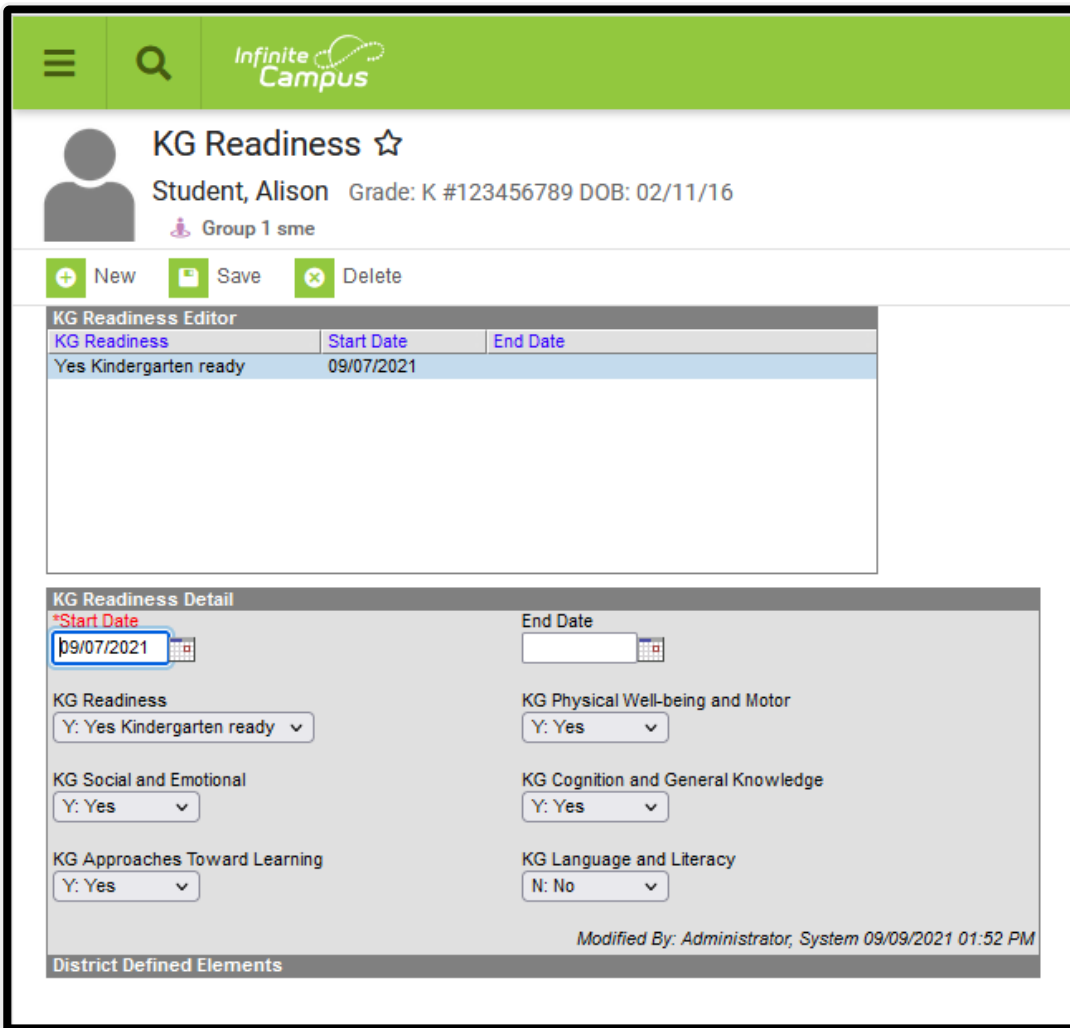 Infinite
Campus
KG Readiness
Student, Alison Grade: K #123456789 DOB: 02/11/16
Group 1 sme
New Save Delete
KG Readiness Editor
KG Readiness Start Date End Date
Yes Kindergarten ready 09/07/2021
KG Readiness Detail
*Start Date End Date
09/07/2021
KG Readiness KG Physical Well-being and Motor
Y: Yes Kindergarten ready Y: Yes
KG Social and Emotional KG Cognition and General Knowledge
Y: Yes Y: Yes
KG Approaches Toward Learning KG Language and Literacy
Y: Yes N: No
Modified By: Administrator, System 09/09/2021 01:52 PM
District Defined Elements